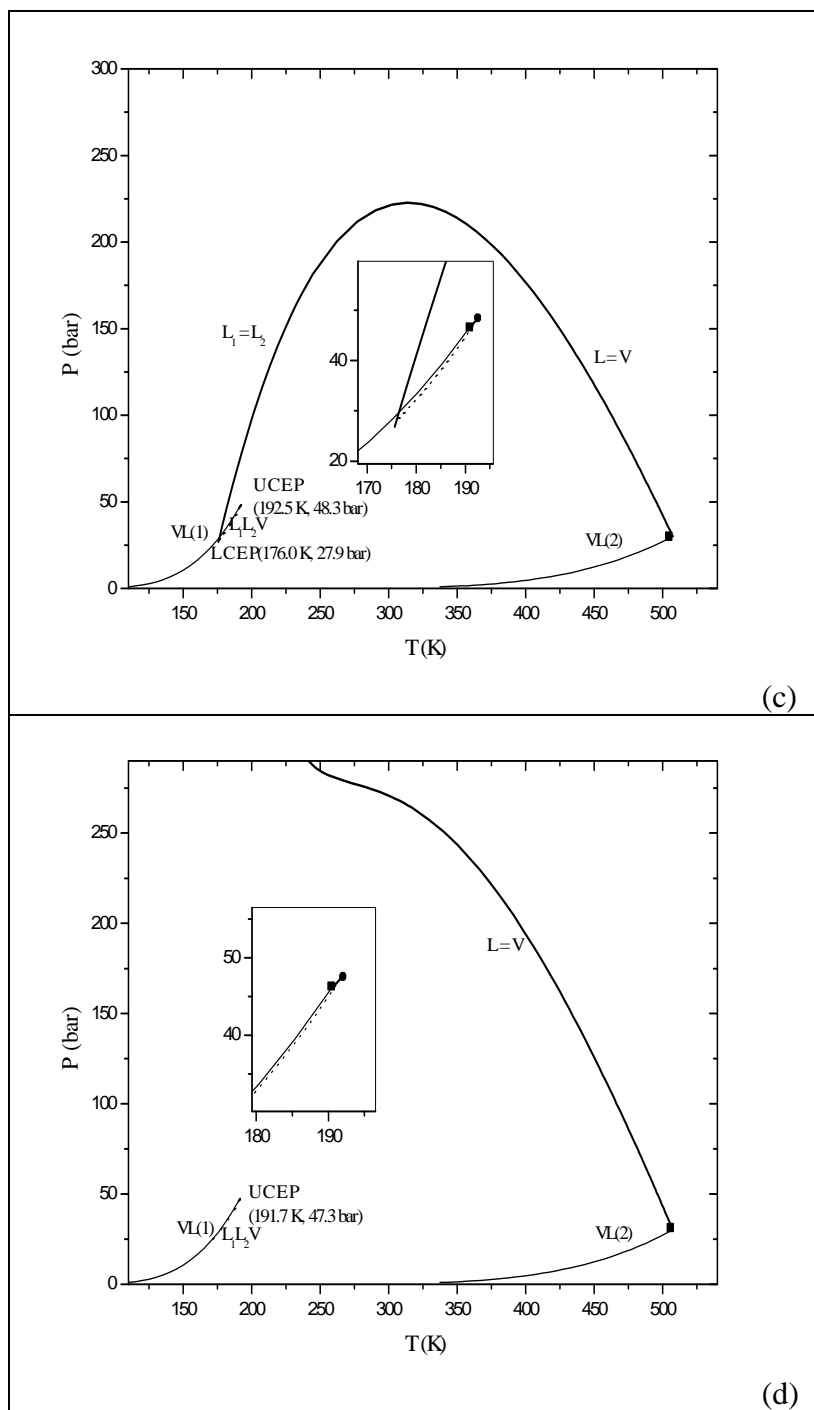 300
250
200
150
100
50
0
P (bar)
L₁=L₂
L=V
40
20
170 180 190
UCEP
(192.5 K, 48.3 bar)
VL(1)
L₁L₂V
LCEP(176.0 K, 27.9 bar)
VL(2)
150 200 250 300 350 400 450 500
T(K)
(c)
250
200
150
100
50
0
P (bar)
L=V
50
40
180 190
UCEP
(191.7 K, 47.3 bar)
VL(1)
L₁L₂V
VL(2)
150 200 250 300 350 400 450 500
T(K)
(d)